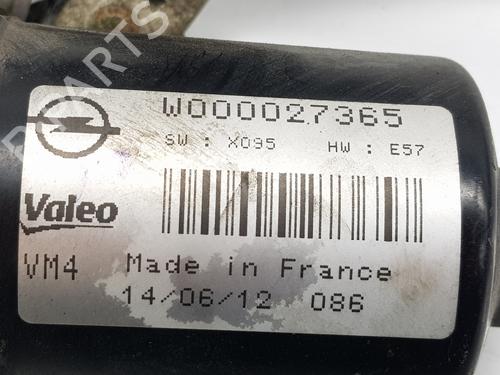 W000027365
SW : X095 HW : E57
Valeo
VM4 Made in France
14/06/12 086